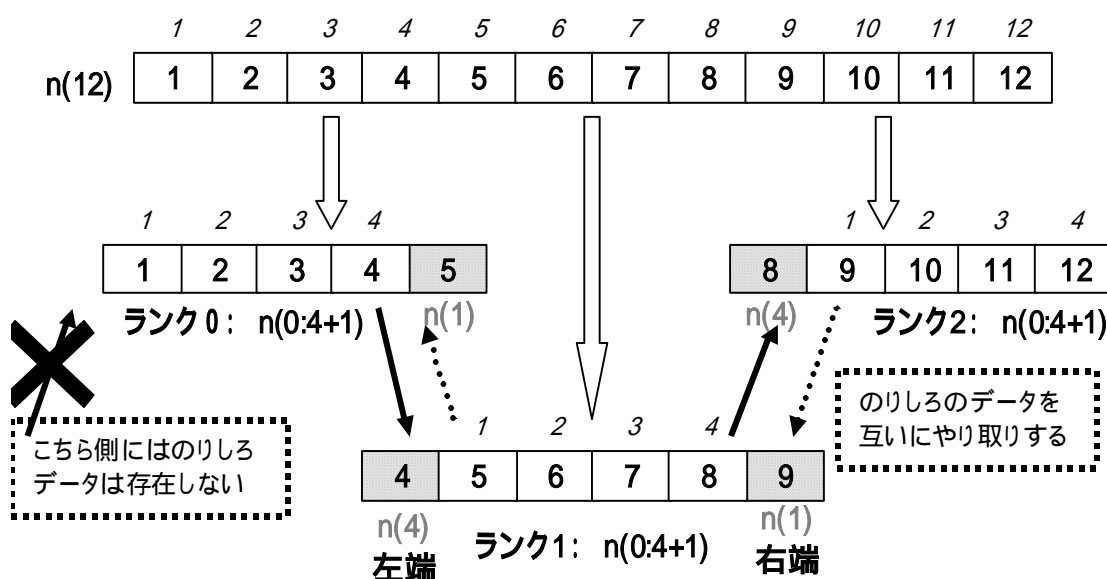 1 2 3 4 5 6 7 8 9 10 11 12
n(12) 1 2 3 4 5 6 7 8 9 10 11 12
1 2 3 4
1 2 3 4 5
ランク0: n(0:4+1)
n(1)
1 2 3 4
8 9 10 11 12
n(4)
ランク2: n(0:4+1)
こちら側にはのりしろ
データは存在しない
のりしろのデータを
互いにやり取りする
1 2 3 4
4 5 6 7 8 9
n(4)
左端
ランク1: n(0:4+1)
n(1)
右端